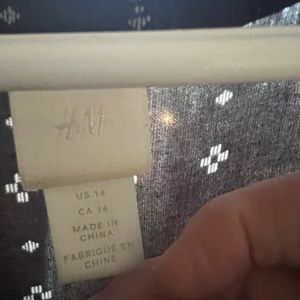 H&M
US 14
CA 14
MADE IN
CHINA
FABRIQUÉ EN
CHINE